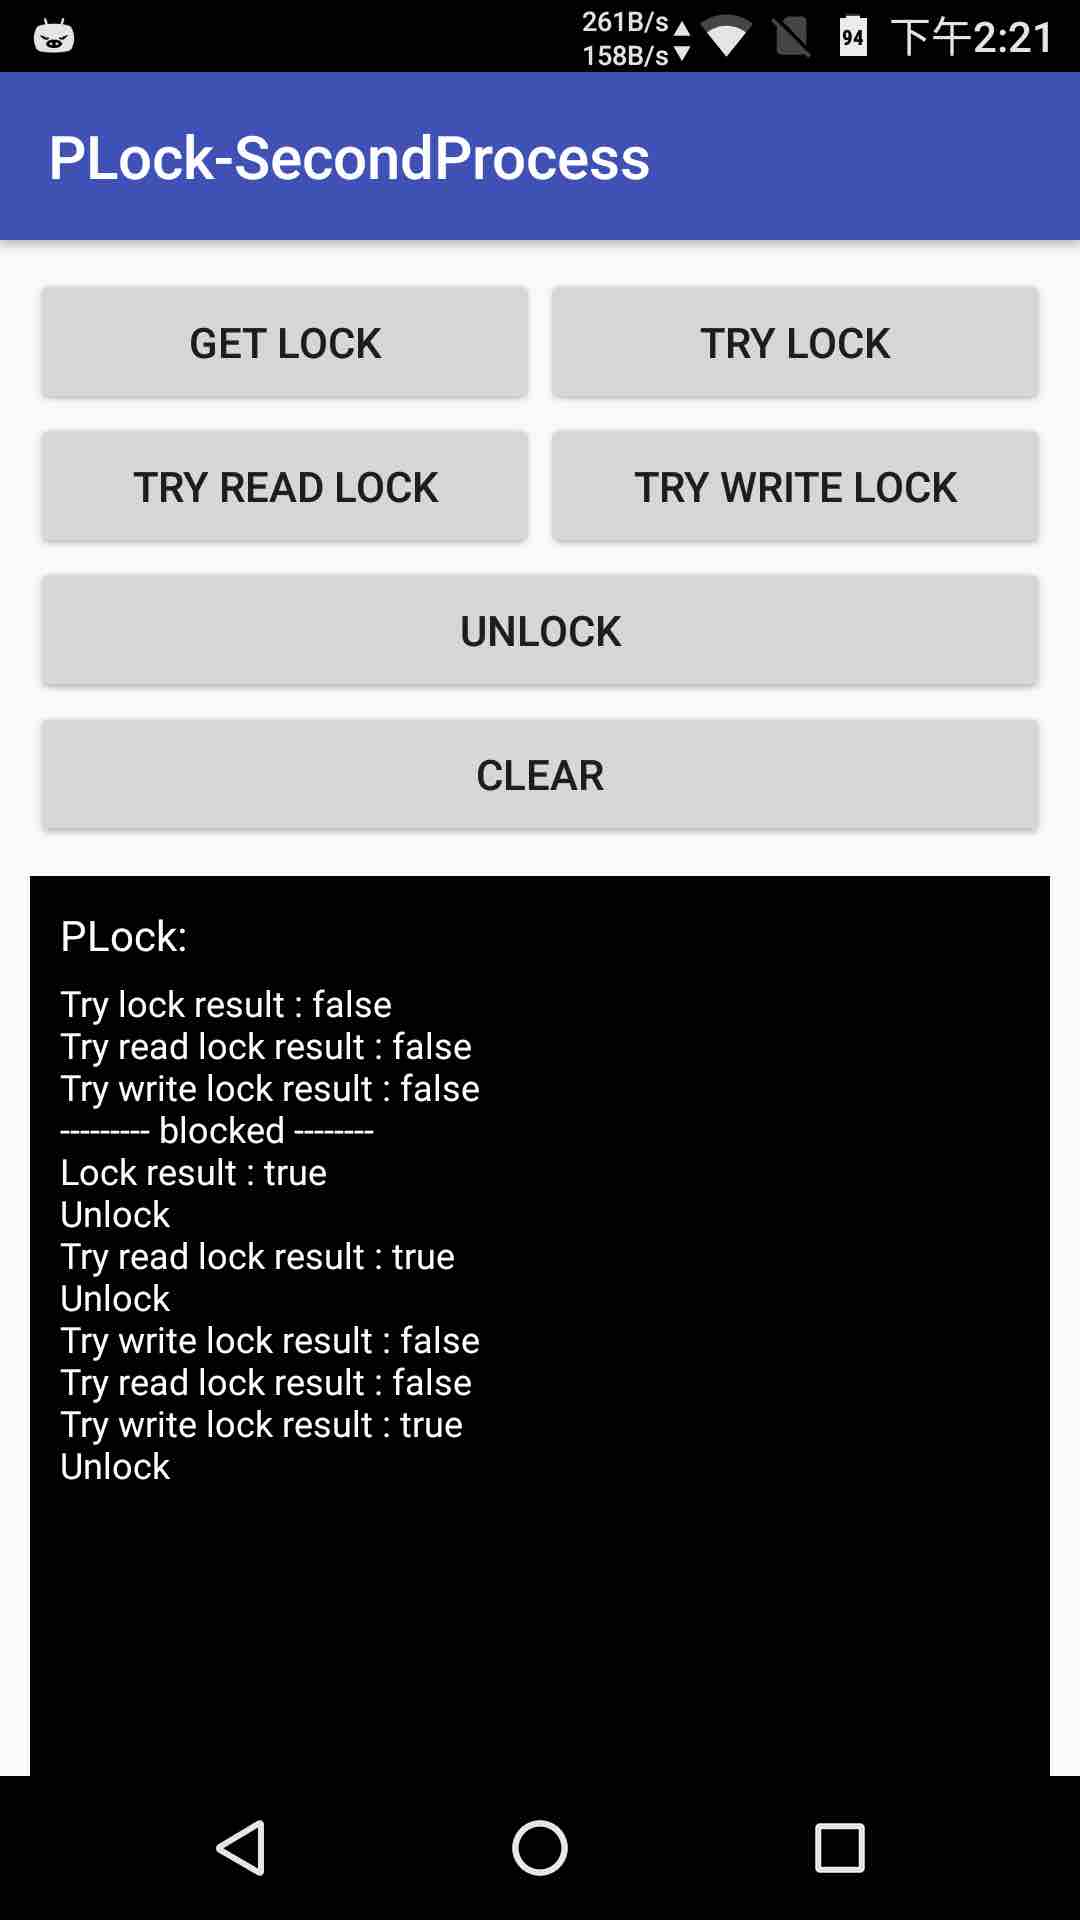 261B/s
158B/s
94
下午2:21
PLock-SecondProcess
GET LOCK
TRY LOCK
TRY READ LOCK
TRY WRITE LOCK
UNLOCK
CLEAR
PLock:
Try lock result : false
Try read lock result : false
Try write lock result : false
--------- blocked --------
Lock result : true
Unlock
Try read lock result : true
Unlock
Try write lock result : false
Try read lock result : false
Try write lock result : true
Unlock